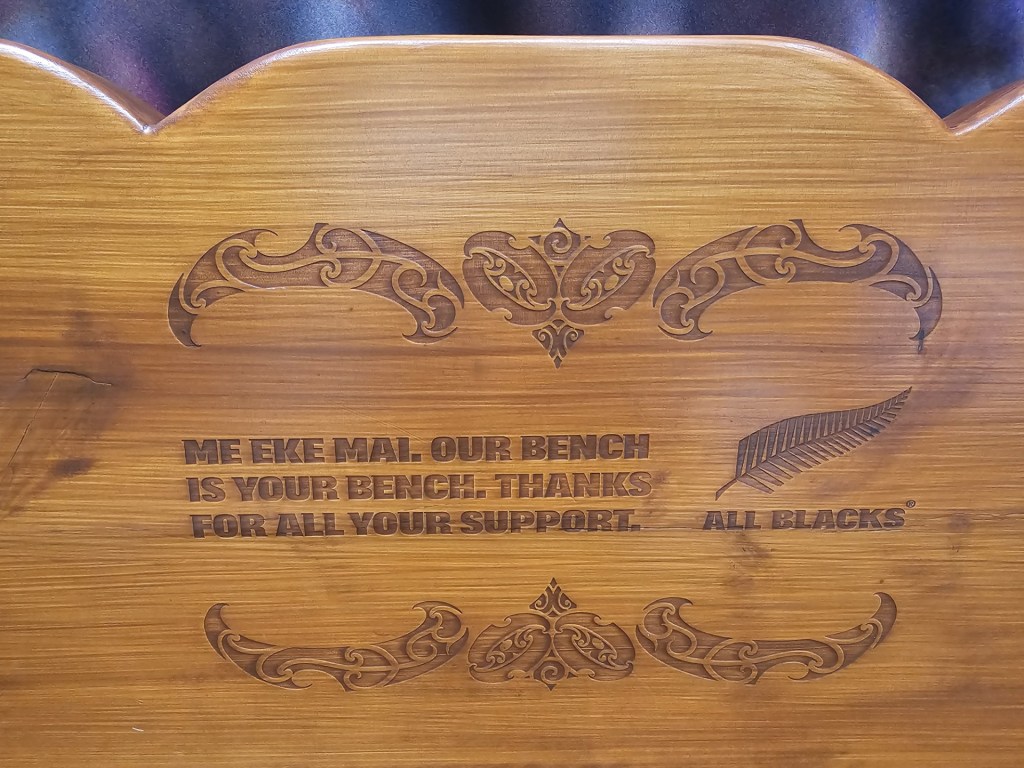 ME EKE MAI. OUR BENCH
IS YOUR BENCH. THANKS
FOR ALL YOUR SUPPORT.
ALL BLACKS®